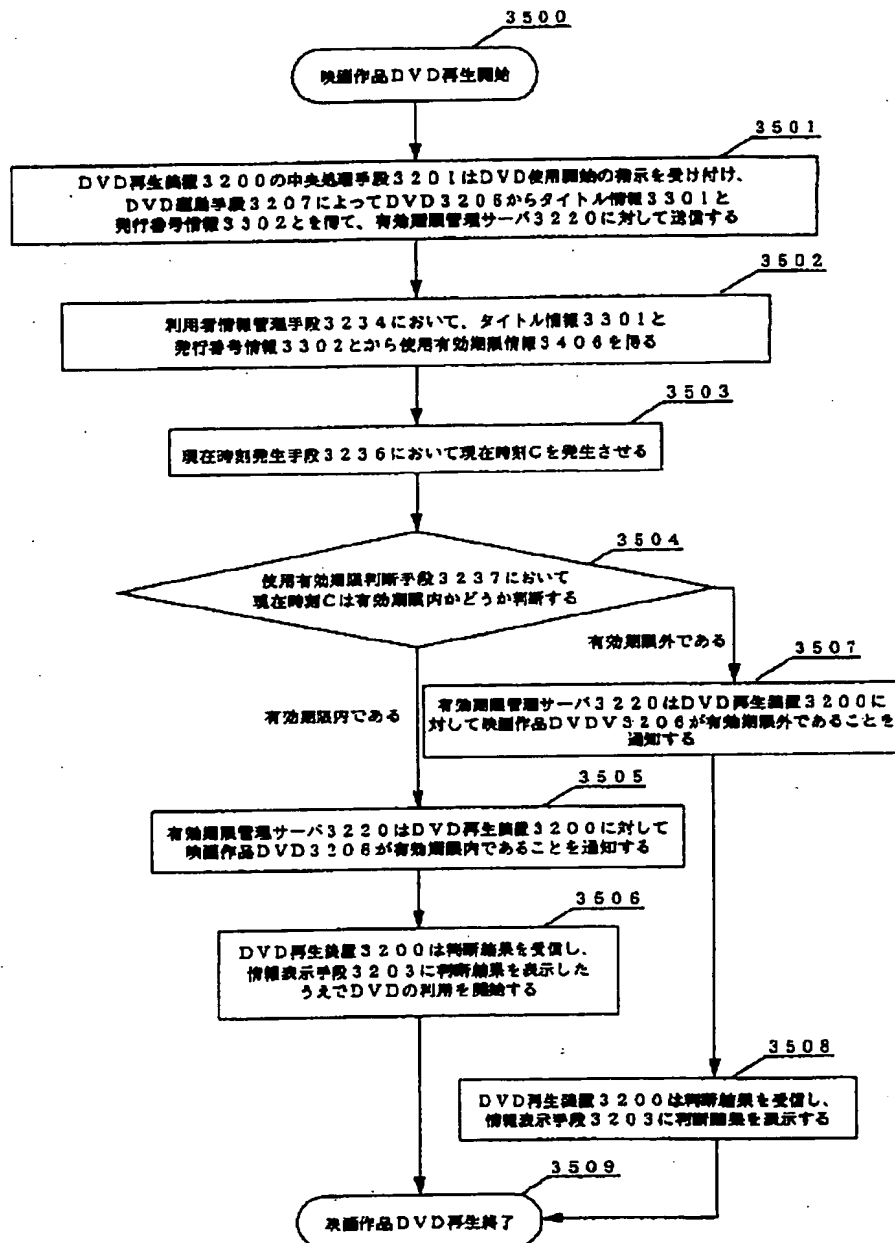 3500
映画作品DVD再生開始
3501
DVD再生装置3200の中央処理手段3201はDVD使用開始の指示を受け付け、
DVD駆動手段3207によってDVD3206からタイトル情報3301と
発行番号情報3302とを得て、有効期限管理サーバ3220に対して送信する
3502
利用者情報管理手段3234において、タイトル情報3301と
発行番号情報3302とから使用有効期限情報3406を得る
3503
現在時刻発生手段3236において現在時刻Cを発生させる
3504
使用有効期限判断手段3237において
現在時刻Cは有効期限内かどうか判断する
有効期限外である
3507
有効期限管理サーバ3220はDVD再生装置3200に
対して映画作品DVDV3206が有効期限外であることを
通知する
有効期限内である
3505
有効期限管理サーバ3220はDVD再生装置3200に対して
映画作品DVD3206が有効期限内であることを通知する
3506
DVD再生装置3200は判断結果を受信し、
情報表示手段3203に判断結果を表示した
うえでDVDの利用を開始する
3508
DVD再生装置3200は判断結果を受信し、
情報表示手段3203に判断結果を表示する
3509
映画作品DVD再生終了